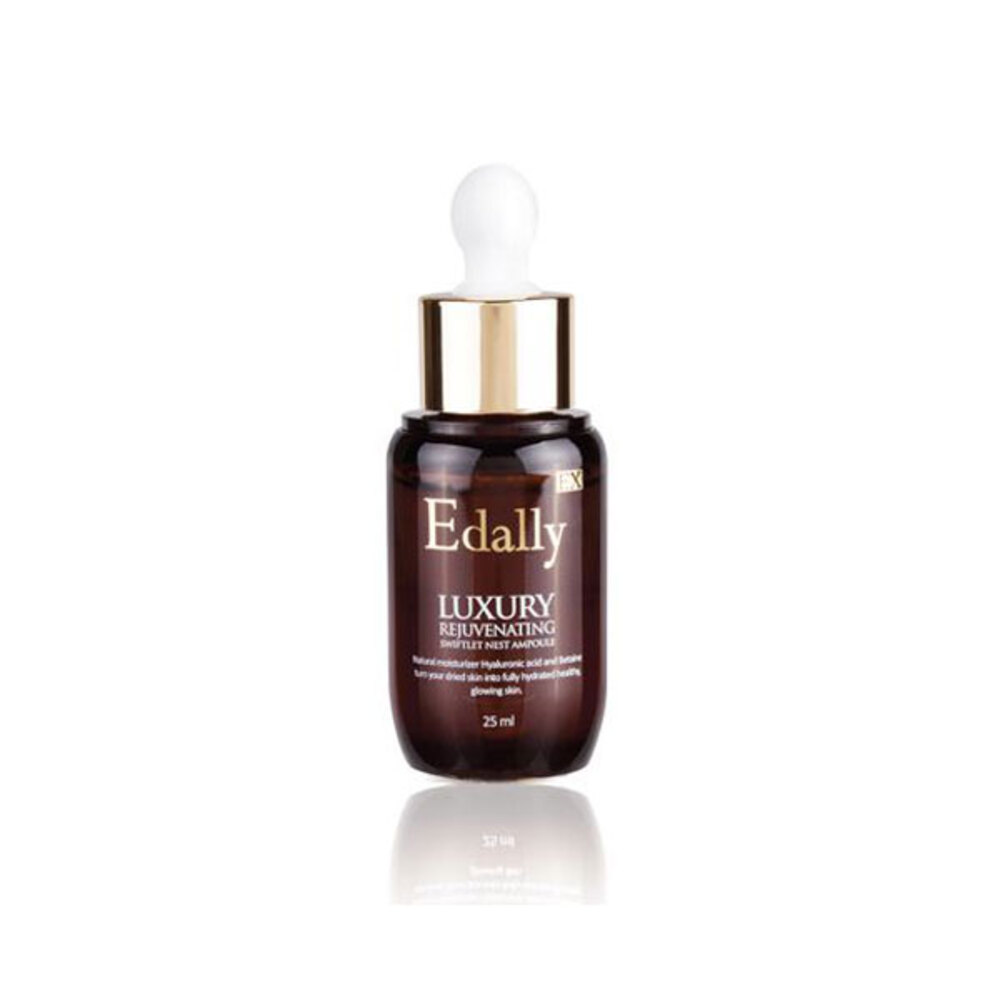 EX
Edally
LUXURY
REJUVENATING
SWIFTLET NEST AMPOULE
Natural moisturizer Hyaluronic acid and Betaine
turn your dried skin into fully hydrated healthy,
glowing skin.
25 ml